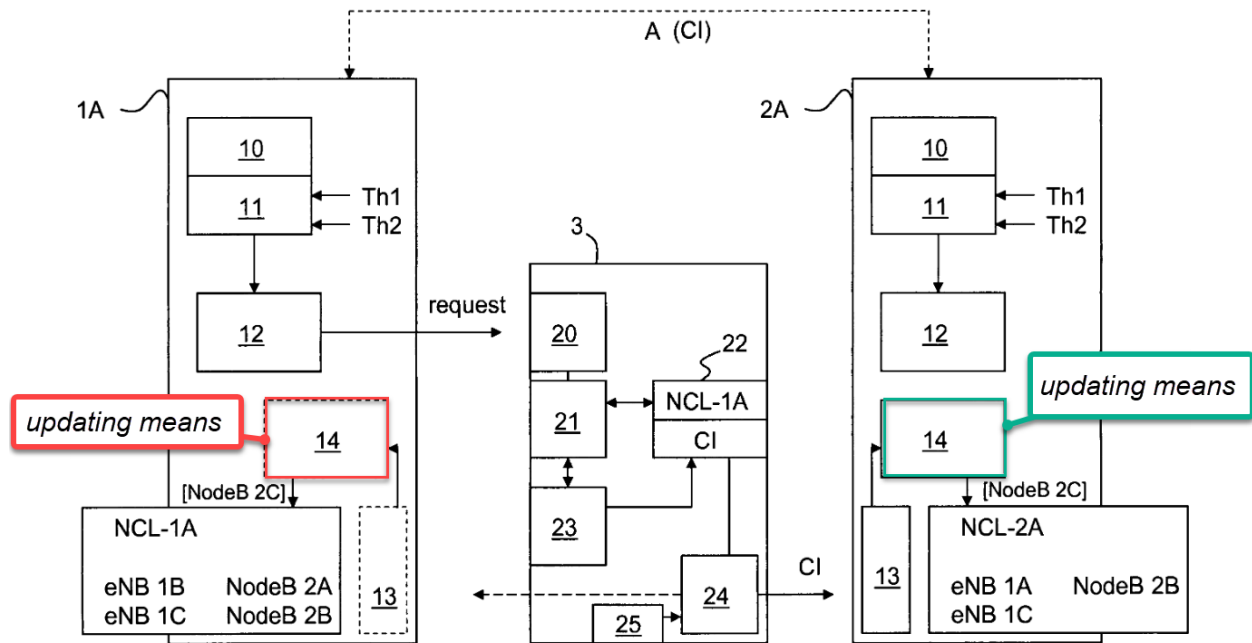 A (CI)
1A
2A
10
10
11
Th1
Th2
11
Th1
Th2
3
12
request
20
22
12
updating means
14
21
NCL-1A
CI
updating means
14
[NodeB 2C]
[NodeB 2C]
NCL-1A
eNB 1B NodeB 2A
eNB 1C NodeB 2B
13
23
24
25
CI
13
NCL-2A
eNB 1A NodeB 2B
eNB 1C